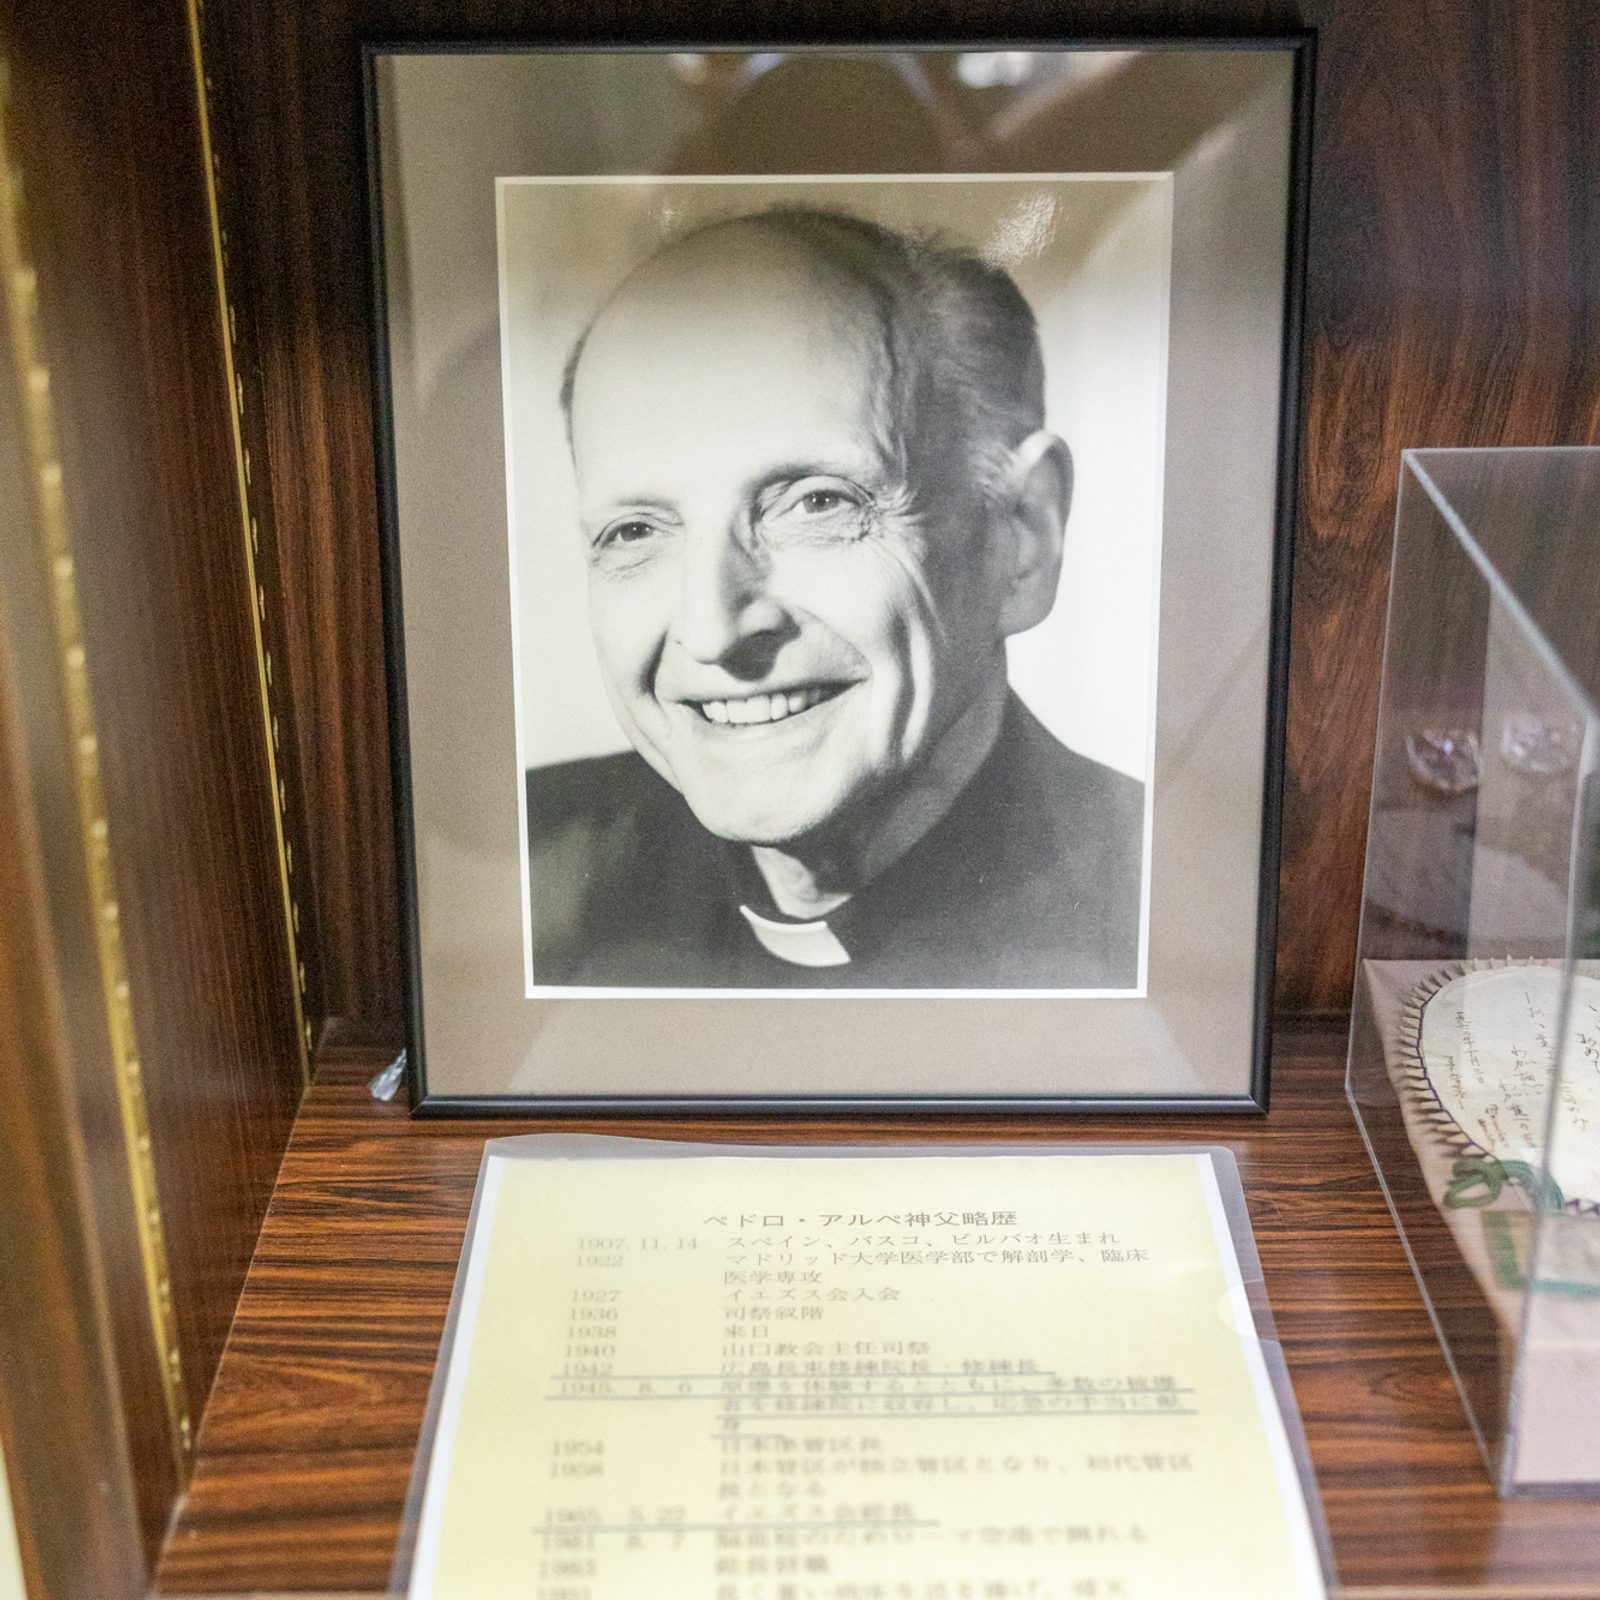 ペドロ・アルペ神父略歴
1907.11.14 スペイン、バスコ、ビルバオ生まれ
1922 マドリッド大学医学部で解剖学、臨床
医学専攻
1927 イエズス会入会
1936 司祭叙階
1938 来日
1940 山口教会主任司祭
1942 広島長束修練院長・修練長
1945. 8. 6 原爆を体験するとともに、多数の被爆
者を修練院に収容し、応急の手当に献
身
1954 日本準管区長
1958 日本管区が独立管区となり、初代管区
長となる
1965. 5.22 イエズス会総長
1981. 8. 7 脳血栓のためローマ空港で倒れる
1983 総長辞職